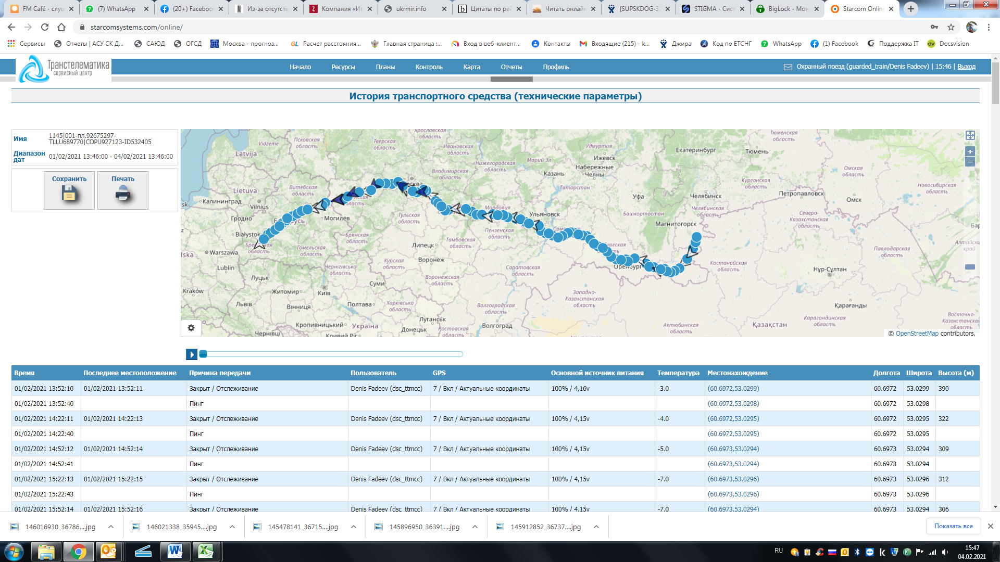 FM Café - слуш
(7) WhatsApp
(20+) Facebook
Из-за отсутств
Компания «Ив
ukrmir.info
Цитаты по рей
Читать онлайн
[SUPSKDOG-32
STIGMA - Сист
BigLock - Мон
Starcom Online
starcomsystems.com/online/
Сервисы
Отчеты | АСУ СК Д...
САЮД
ОГСД
Москва - прогноз...
GL Расчет расстояния...
Главная страница :...
Вход в веб-клиент...
Контакты
Входящие (215) - k...
Джира
Код по ЕТСНГ
WhatsApp
(1) Facebook
Поддержка IT
dv Docsvision
Транстелематика
сервисный центр
Начало
Ресурсы
Планы
Контроль
Карта
Отчеты
Профиль
Охранный поезд (guarded_train/Denis Fadeev) | 15:46 | Выход
История транспортного средства (технические параметры)
Имя
1145|001-пл.92675297-
TLLU689770|COPU927123-ID532405
Диапазон дат
01/02/2021 13:46:00 - 04/02/2021 13:46:00
Сохранить
Печать
Псковская область
Тверская область
Ивановская область
Удмуртия
Тюменская область
Vidzeme
Latvija
Марий Эл
Ижевск
Екатеринбург
Тюмень
Нижегородская область
Набережные Челны
Владимирская область
Казань
Омская область
Татарстан
Курганская область
Новосибирская область
Lietuva
Витебская область
Калининград
Vilnius
Уфа
Челябинск
Петропавловск
Омск
Гродно
Могилёв
Тульская область
Мордовия
Ульяновск
Башкортостан
Челябинская область
Северо-Казахстанская область
Магнитогорск
Białystok
Пензенская область
Брянская область
Липецк
Тамбовская область
Павлодарская область
Warszawa
Гомельская область
Воронеж
Курская область
Lublin
Чернігівська область
Саратовская область
Оренбург
Костанайская область
Нұр-Сұлтан
Луцьк
Суми
Воронежская область
Kraków
Житомир
Київ
Западно-Казахстанская область
Львів
Вінниця
Полтава
Харківська область
Волгоградская область
Қарағанды
Луганськ
Карагандинская область
Кропивницький
Україна
Донецьк
Ростовская область
Волгоград
Актюбинская область
Қазақстан
Чернівці
Кривий Ріг
© OpenStreetMap contributors.
Время Последнее местоположение Причина передачи Пользователь GPS Основной источник питания Температура Местонахождение Долгота Широта Высота (м)
01/02/2021 13:52:10 01/02/2021 13:52:11 Закрыт / Отслеживание Denis Fadeev (dsc_ttmcc) 7 / Вкл / Актуальные координаты 100% / 4,16v -3.0 (60.6972,53.0299) 60.6972 53.0299 390
01/02/2021 13:52:40 Пинг (60.6972,53.0298) 60.6972 53.0298
01/02/2021 14:22:11 01/02/2021 14:22:13 Закрыт / Отслеживание Denis Fadeev (dsc_ttmcc) 7 / Вкл / Актуальные координаты 100% / 4,15v -4.0 (60.6972,53.0295) 60.6972 53.0295 322
01/02/2021 14:22:40 Пинг (60.6972,53.0295) 60.6972 53.0295
01/02/2021 14:52:12 01/02/2021 14:52:14 Закрыт / Отслеживание Denis Fadeev (dsc_ttmcc) 7 / Вкл / Актуальные координаты 100% / 4,15v -5.0 (60.6973,53.0294) 60.6973 53.0294 309
01/02/2021 14:52:41 Пинг (60.6973,53.0294) 60.6973 53.0294
01/02/2021 15:22:13 01/02/2021 15:22:15 Закрыт / Отслеживание Denis Fadeev (dsc_ttmcc) 7 / Вкл / Актуальные координаты 100% / 4,15v -7.0 (60.6973,53.0296) 60.6973 53.0296 312
01/02/2021 15:22:43 Пинг (60.6973,53.0296) 60.6973 53.0296
01/02/2021 15:52:14 01/02/2021 15:52:16 Закрыт / Отслеживание Denis Fadeev (dsc_ttmcc) 7 / Вкл / Актуальные координаты 100% / 4.15v -7.0 (60.6973,53.0294) 60.6973 53.0294 306
146016930_36786....jpg
146021338_35945....jpg
145478141_36715....jpg
145896950_36391....jpg
145912852_36737....jpg
Показать все
RU
15:47
04.02.2021